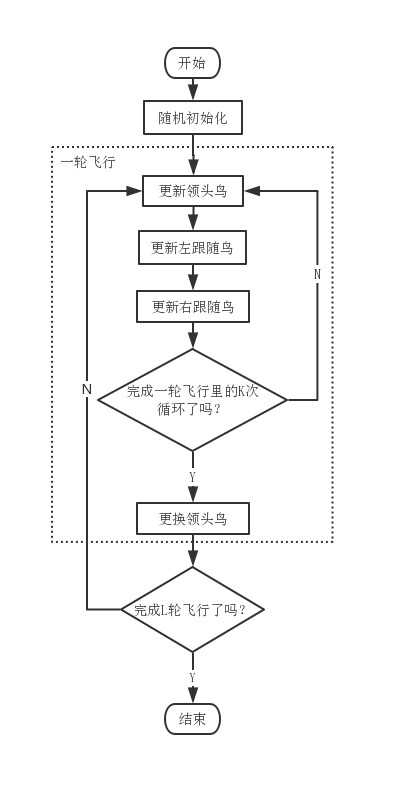 开始
随机初始化
一轮飞行
更新领头鸟
更新左跟随鸟
N
更新右跟随鸟
N
完成一轮飞行里的K次
循环了吗？
Y
更换领头鸟
完成L轮飞行了吗？
Y
结束